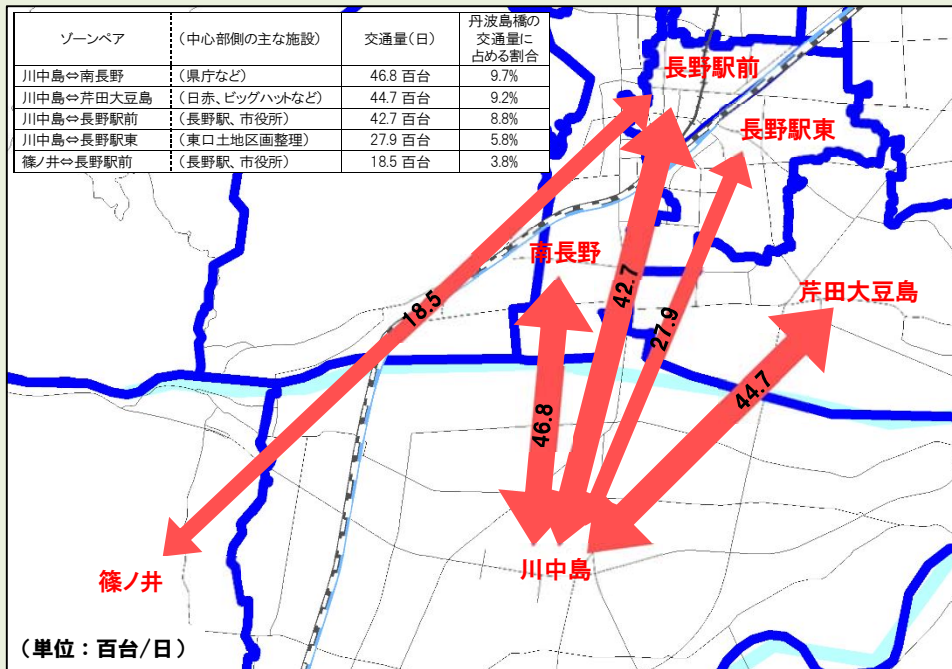 ゾーンペア (中心部側の主な施設) 交通量(日) 丹波島橋の
交通量に
占める割合
川中島⇔南長野 (県庁など) 46.8 百台 9.7%
川中島⇔芹田大豆島 (日赤、ビッグハットなど) 44.7 百台 9.2%
川中島⇔長野駅前 (長野駅、市役所) 42.7 百台 8.8%
川中島⇔長野駅東 (東口土地区画整理) 27.9 百台 5.8%
篠ノ井⇔長野駅前 (長野駅、市役所) 18.5 百台 3.8%
長野駅前
長野駅東
南長野
芹田大豆島
18.5
42.7
27.9
46.8
44.7
川中島
篠ノ井
(単位:百台/日)